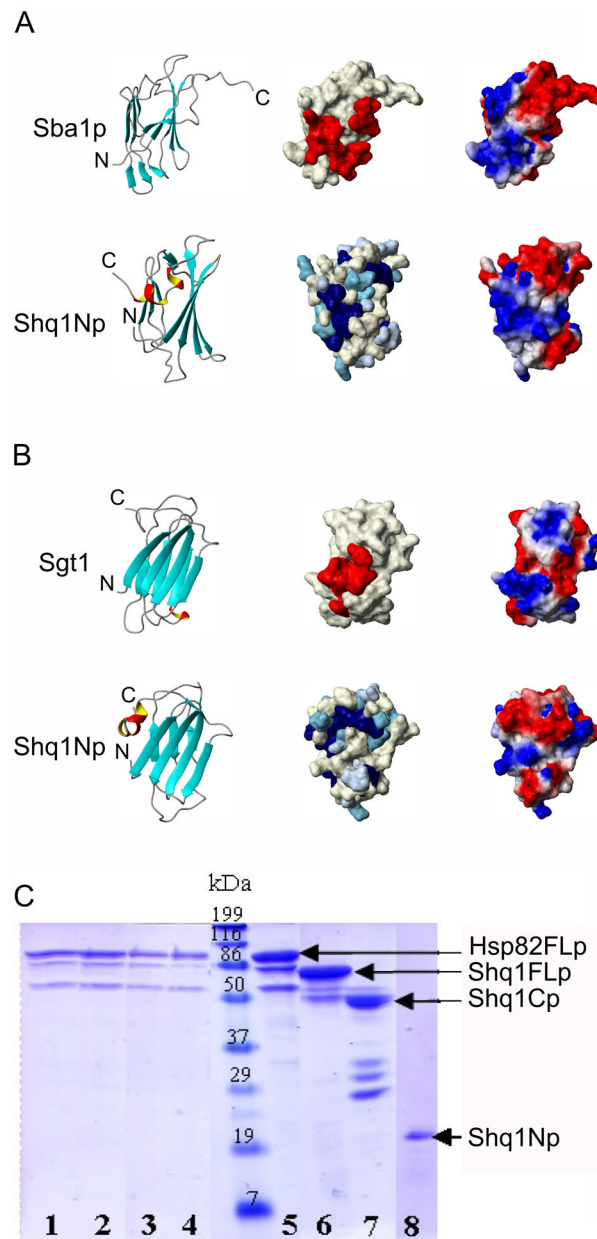 A
Sba1p
C
N
Shq1Np
C
N
B
Sgt1
C
N
Shq1Np
C
N
C
kDa
199
116
86
50
37
29
19
7
Hsp82FLp
Shq1FLp
Shq1Cp
Shq1Np
1 2 3 4 5 6 7 8